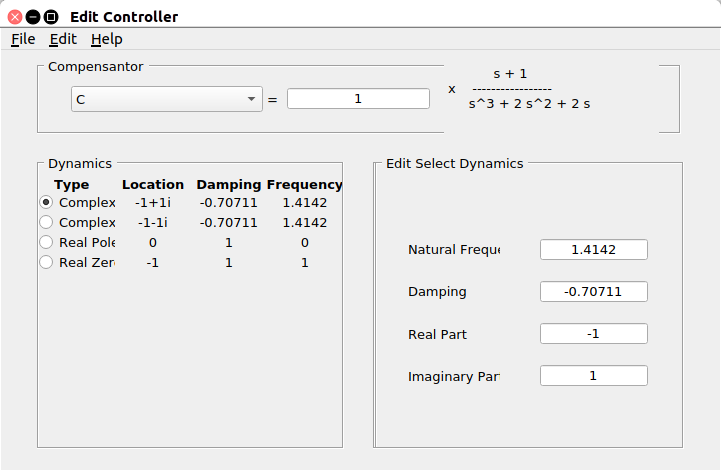 Edit Controller
File Edit Help
Compensantor
C = 1 x
s + 1
-----------------
s^3 + 2 s^2 + 2 s
Dynamics
Type Location Damping Frequency
Complex -1+1i -0.70711 1.4142
Complex -1-1i -0.70711 1.4142
Real Pole 0 1 0
Real Zer -1 1 1
Edit Select Dynamics
Natural Freque 1.4142
Damping -0.70711
Real Part -1
Imaginary Par 1